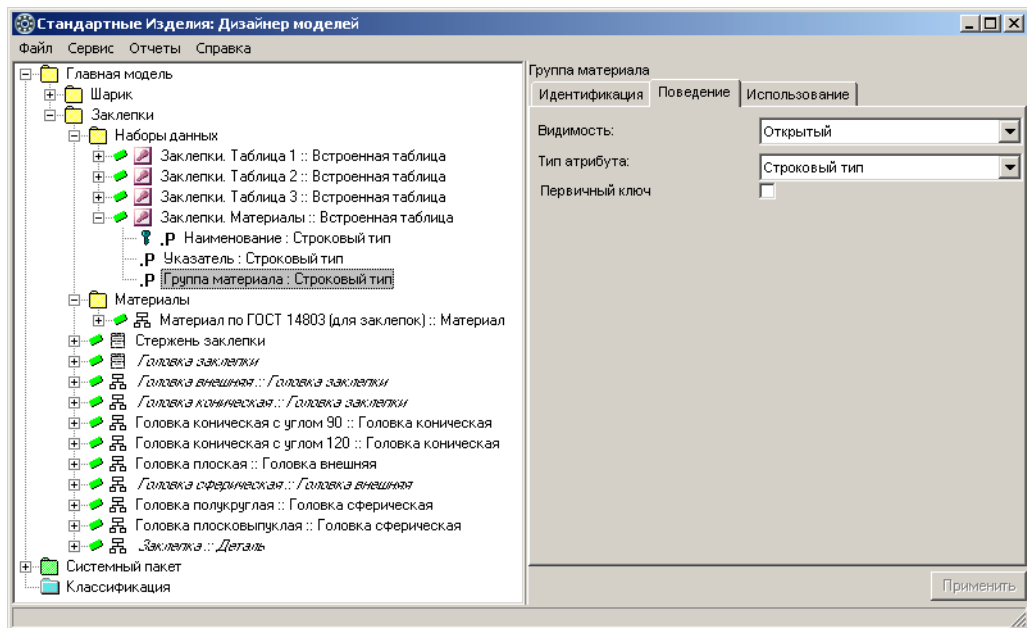 Стандартные Изделия: Дизайнер моделей
Файл Сервис Отчеты Справка
Главная модель
Шарик
Заклепки
Наборы данных
Заклепки. Таблица 1 :: Встроенная таблица
Заклепки. Таблица 2 :: Встроенная таблица
Заклепки. Таблица 3 :: Встроенная таблица
Заклепки. Материалы :: Встроенная таблица
.P Наименование : Строковый тип
.P Указатель : Строковый тип
.P Группа материала : Строковый тип
Материалы
Материал по ГОСТ 14803 (для заклепок) :: Материал
Стержень заклепки
Головка заклепки
Головка внешняя :: Головка заклепки
Головка коническая :: Головка заклепки
Головка коническая с углом 90 :: Головка коническая
Головка коническая с углом 120 :: Головка коническая
Головка плоская :: Головка внешняя
Головка сферическая :: Головка внешняя
Головка полукруглая :: Головка сферическая
Головка плосковыпуклая :: Головка сферическая
Заклепка :: Деталь
Системный пакет
Классификация
Группа материала
Идентификация Поведение Использование
Видимость: Открытый
Тип атрибута: Строковый тип
Первичный ключ
Применить